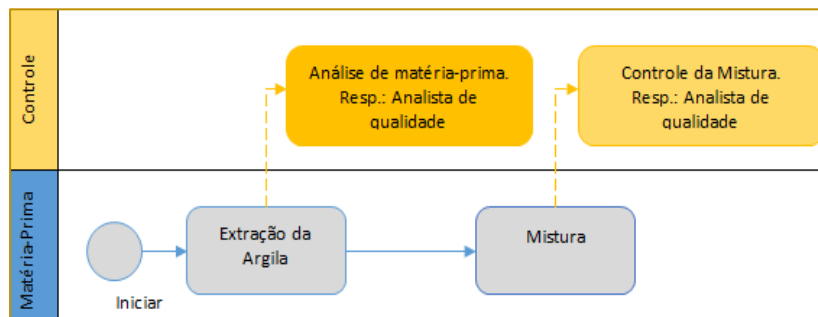 Controle
Análise de matéria-prima.
Resp.: Analista de
qualidade
Controle da Mistura.
Resp.: Analista de
qualidade
Matéria-Prima
Iniciar
Extração da
Argila
Mistura